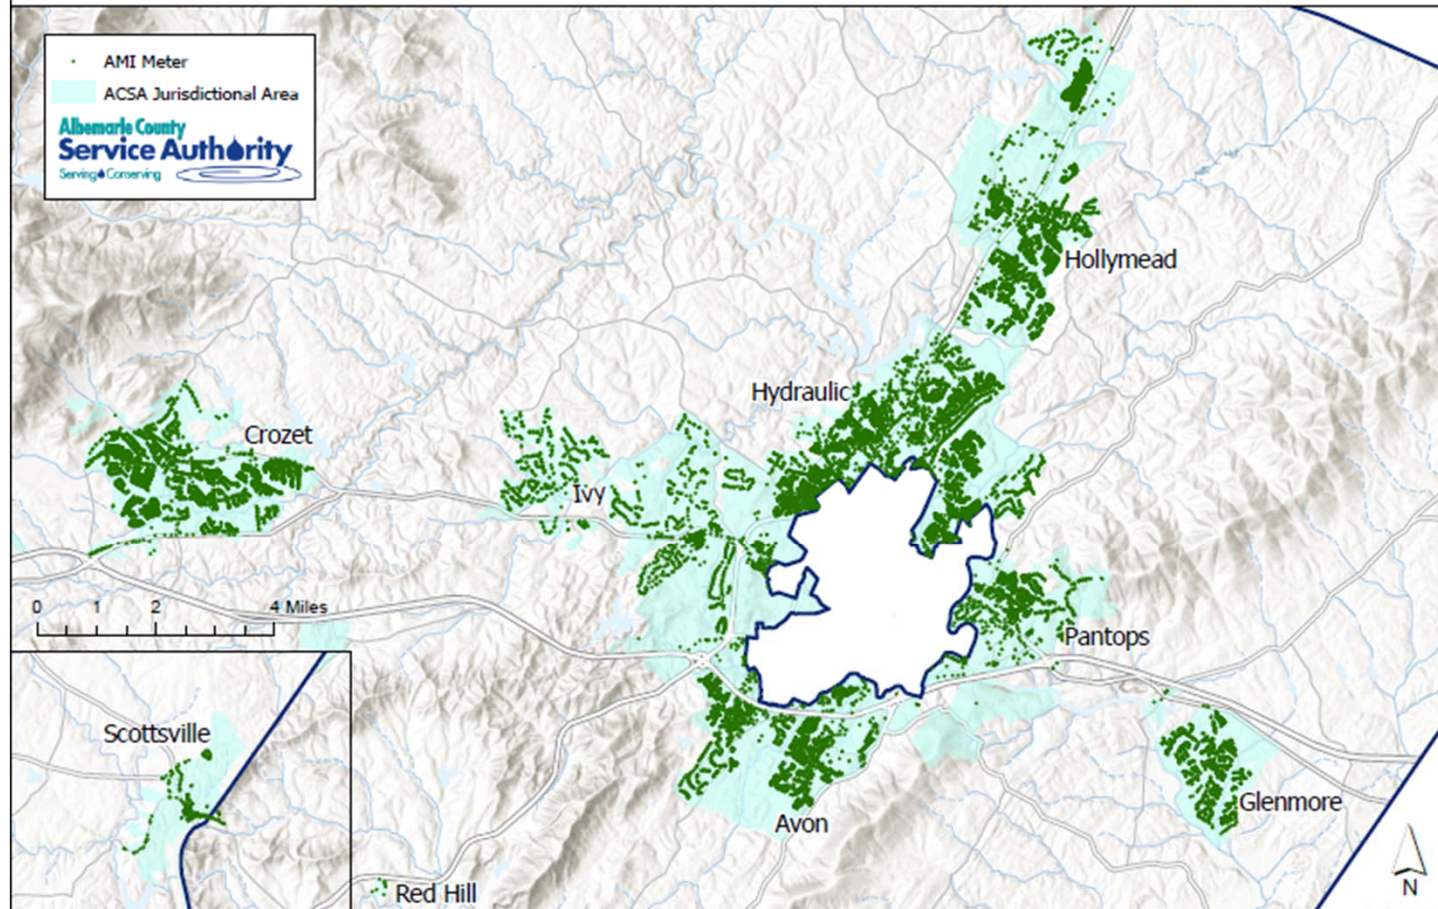 AMI Meter
ACSA Jurisdictional Area
Albemarle County
Service Authority
Serving Conserving
Hollymead
Hydraulic
Crozet
Ivy
0 1 2 4 Miles
Pantops
Scottsville
Glenmore
Avon
Red Hill
N